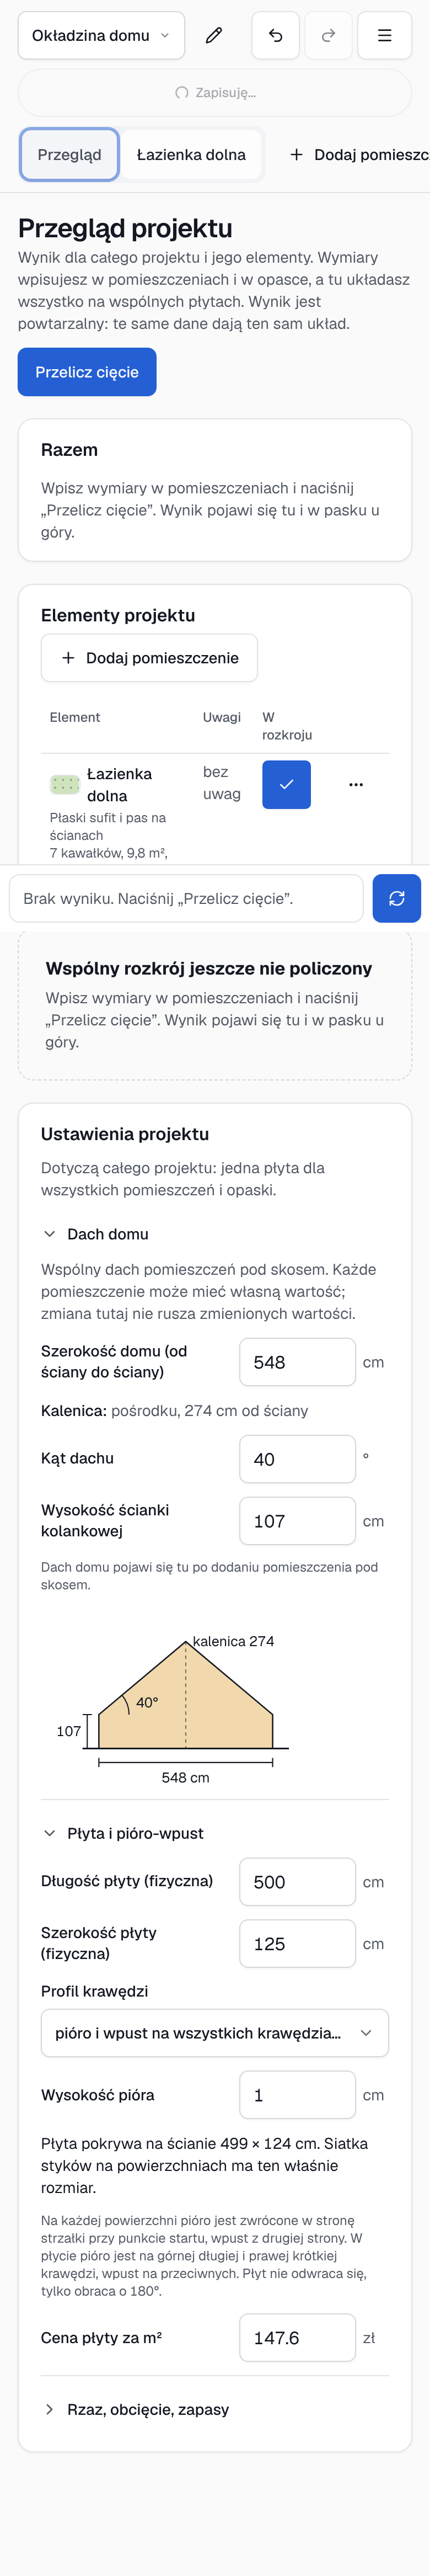 Okładzina domu
Zapisuję...
Przegląd
Łazienka dolna
Dodaj pomieszc
Przegląd projektu
Wynik dla całego projektu i jego elementy. Wymiary
wpisujesz w pomieszczeniach i w opasce, a tu układasz
wszystko na wspólnych płytach. Wynik jest
powtarzalny: te same dane dają ten sam układ.
Przelicz cięcie
Razem
Wpisz wymiary w pomieszczeniach i naciśnij
„Przelicz cięcie”. Wynik pojawi się tu i w pasku u
góry.
Elementy projektu
Dodaj pomieszczenie
Element
Uwagi
W
rozkroju
Łazienka
dolna
bez
uwag
Płaski sufit i pas na
ścianach
7 kawałków, 9,8 m²,
Brak wyniku. Naciśnij „Przelicz cięcie”.
Wspólny rozkrój jeszcze nie policzony
Wpisz wymiary w pomieszczeniach i naciśnij
„Przelicz cięcie”. Wynik pojawi się tu i w pasku u
góry.
Ustawienia projektu
Dotyczą całego projektu: jedna płyta dla
wszystkich pomieszczeń i opaski.
Dach domu
Wspólny dach pomieszczeń pod skosem. Każde
pomieszczenie może mieć własną wartość;
zmiana tutaj nie rusza zmienionych wartości.
Szerokość domu (od
ściany do ściany)
548
cm
Kalenica: pośrodku, 274 cm od ściany
Kąt dachu
40
°
Wysokość ścianki
kolankowej
107
cm
Dach domu pojawi się tu po dodaniu pomieszczenia pod
skosem.
kalenica 274
40°
107
548 cm
Płyta i pióro-wpust
Długość płyty (fizyczna)
500
cm
Szerokość płyty
(fizyczna)
125
cm
Profil krawędzi
pióro i wpust na wszystkich krawędzia...
Wysokość pióra
1
cm
Płyta pokrywa na ścianie 499 × 124 cm. Siatka
styków na powierzchniach ma ten właśnie
rozmiar.
Na każdej powierzchni pióro jest zwrócone w stronę
strzałki przy punkcie startu, wpust z drugiej strony. W
płycie pióro jest na górnej długiej i prawej krótkiej
krawędzi, wpust na przeciwnych. Płyt nie odwraca się,
tylko obraca o 180°.
Cena płyty za m²
147.6
zł
Rzaz, obcięcie, zapasy